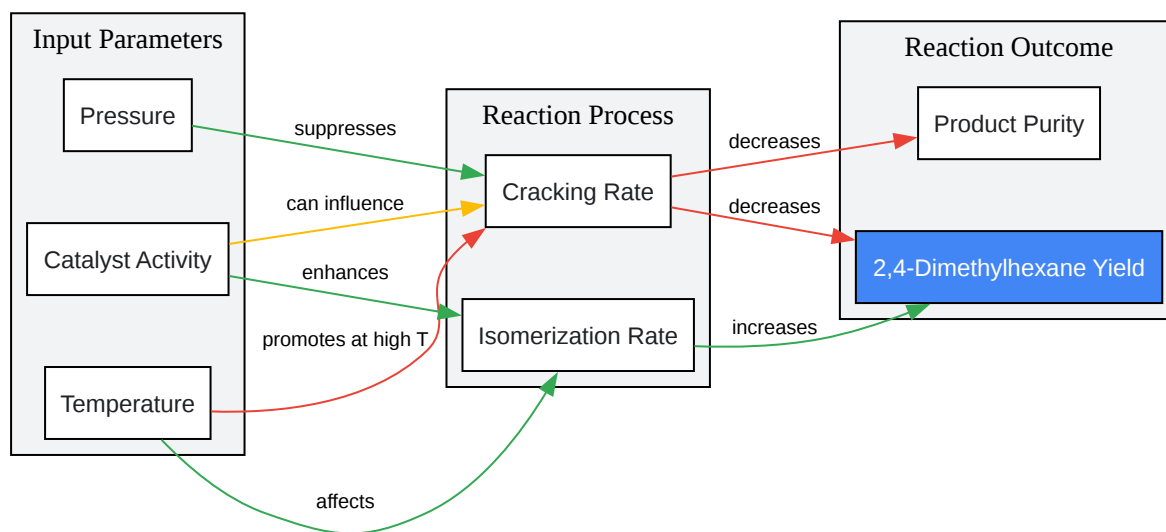 Input Parameters
Pressure
Catalyst Activity
Temperature
suppresses
can influence
enhances
promotes at high T
affects
Reaction Process
Cracking Rate
Isomerization Rate
decreases
decreases
increases
Reaction Outcome
Product Purity
2,4-Dimethylhexane Yield